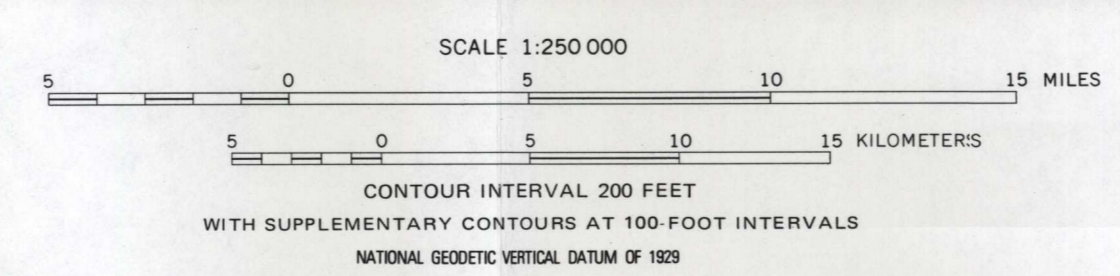 SCALE 1:250 000
5 0 5 10 15 MILES
5 0 5 10 15 KILOMETERS
CONTOUR INTERVAL 200 FEET
WITH SUPPLEMENTARY CONTOURS AT 100-FOOT INTERVALS
NATIONAL GEODETIC VERTICAL DATUM OF 1929